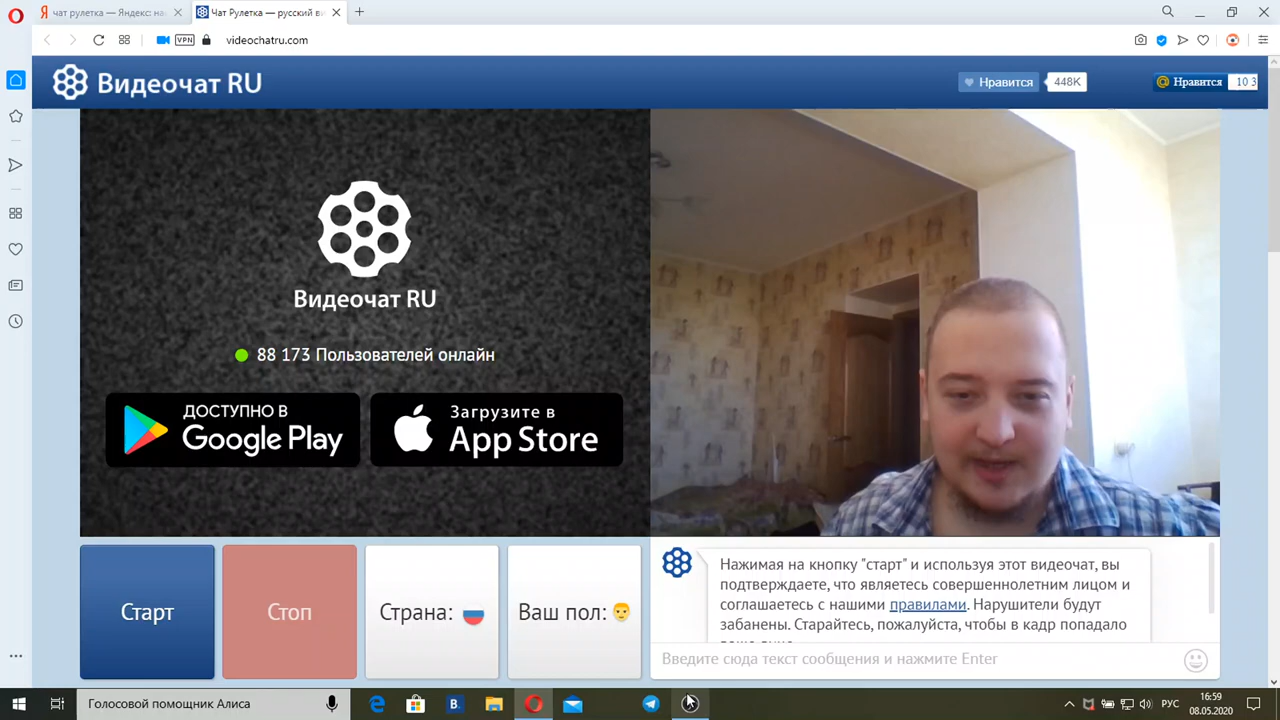 чат рулетка — Яндекс: на
Чат Рулетка — русский ви
VPN
videochatru.com
Видеочат RU
Нравится
448K
Нравится
10 3
Видеочат RU
88 173 Пользователей онлайн
ДОСТУПНО В
Google Play
Загрузите в
App Store
Старт
Стоп
Страна:
Ваш пол:
Нажимая на кнопку "старт" и используя этот видеочат, вы
подтверждаете, что являетесь совершеннолетним лицом и
соглашаетесь с нашими правилами. Нарушители будут
забанены. Старайтесь, пожалуйста, чтобы в кадр попадало
Введите сюда текст сообщения и нажмите Enter
Голосовой помощник Алиса
B.
РУС
16:59
08.05.2020